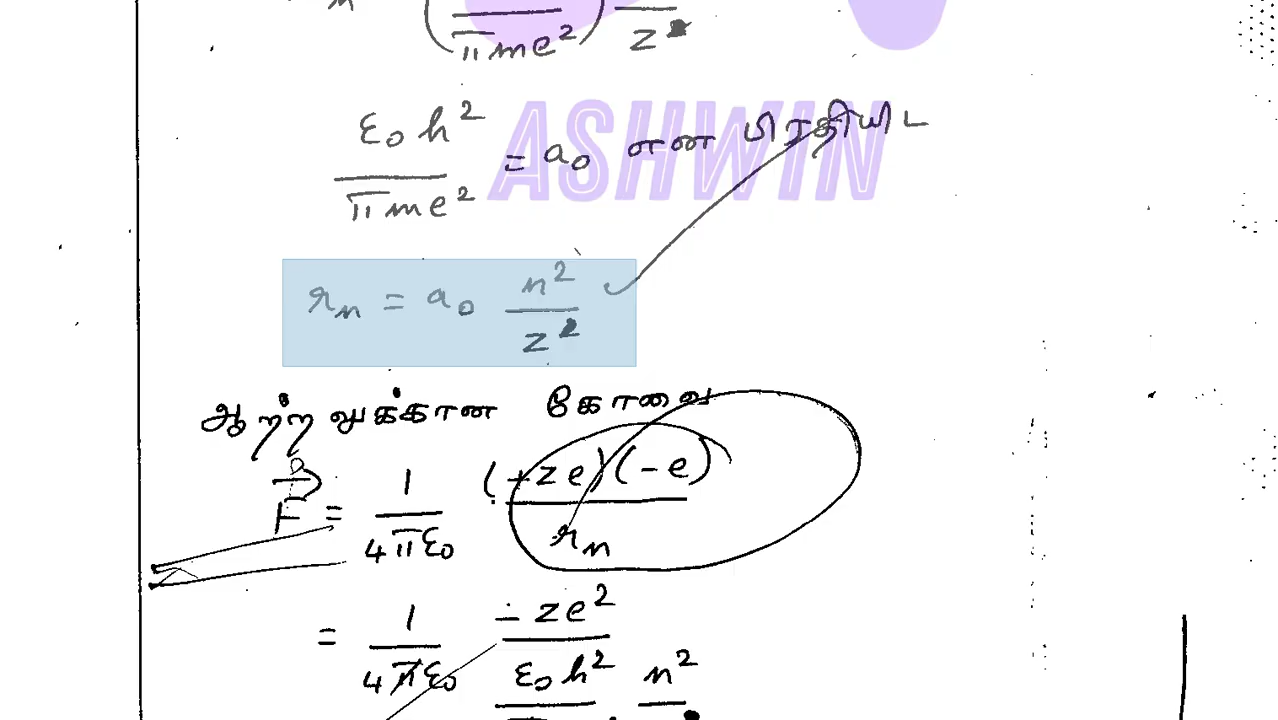 πme² z
ε₀h² / πme² = a₀ என பிரதியிட
ASHWIN
rₙ = a₀ n² / z
ஆற்றலுக்கான கோவை
F = 1 / 4πε₀ (+ze)(-e) / rₙ
= 1 / 4πε₀ -ze² / ε₀h² n²